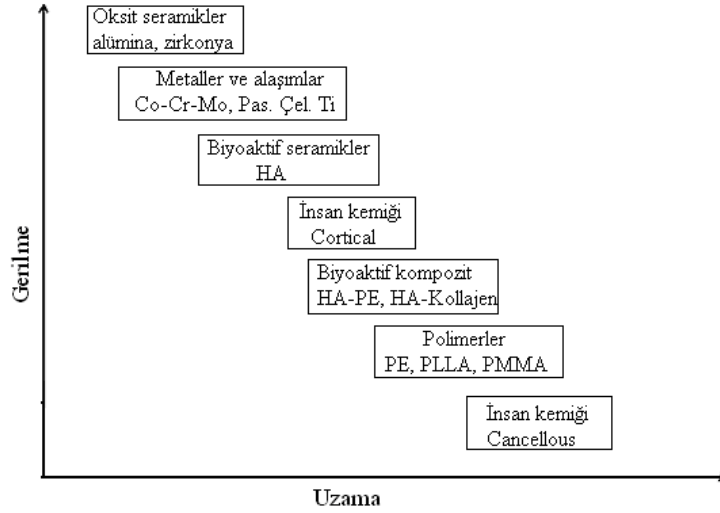 Oksit seramikler
alümina, zirkonya
Metaller ve alaşımlar
Co-Cr-Mo, Pas. Çel. Ti
Biyoaktif seramikler
HA
İnsan kemiği
Cortical
Biyoaktif kompozit
HA-PE, HA-Kollajen
Polimerler
PE, PLLA, PMMA
İnsan kemiği
Cancellous
Gerilme
Uzama